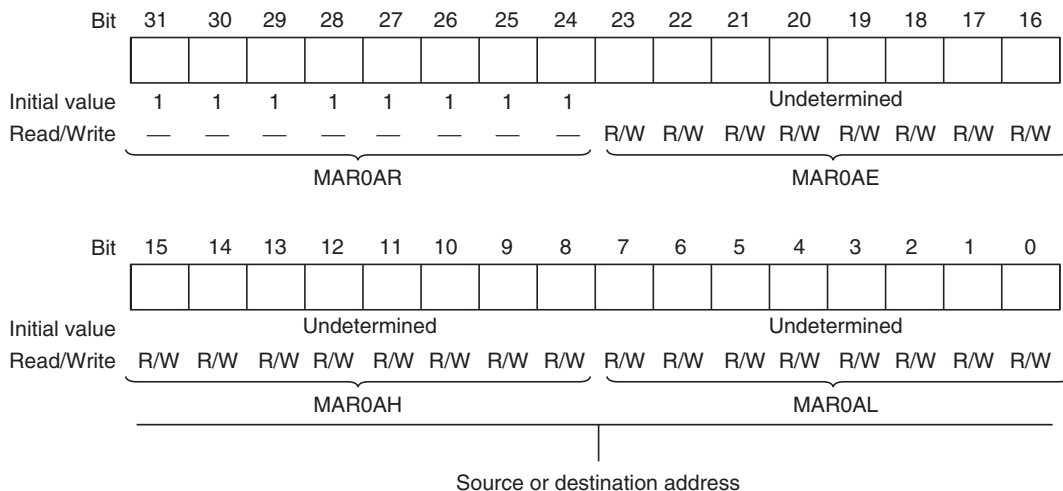 Bit 31 30 29 28 27 26 25 24 23 22 21 20 19 18 17 16
Initial value 1 1 1 1 1 1 1 1 Undetermined
Read/Write — — — — — — — — R/W R/W R/W R/W R/W R/W R/W R/W
MAR0AR MAR0AE
Bit 15 14 13 12 11 10 9 8 7 6 5 4 3 2 1 0
Initial value Undetermined Undetermined
Read/Write R/W R/W R/W R/W R/W R/W R/W R/W R/W R/W R/W R/W R/W R/W R/W R/W
MAR0AH MAR0AL
Source or destination address